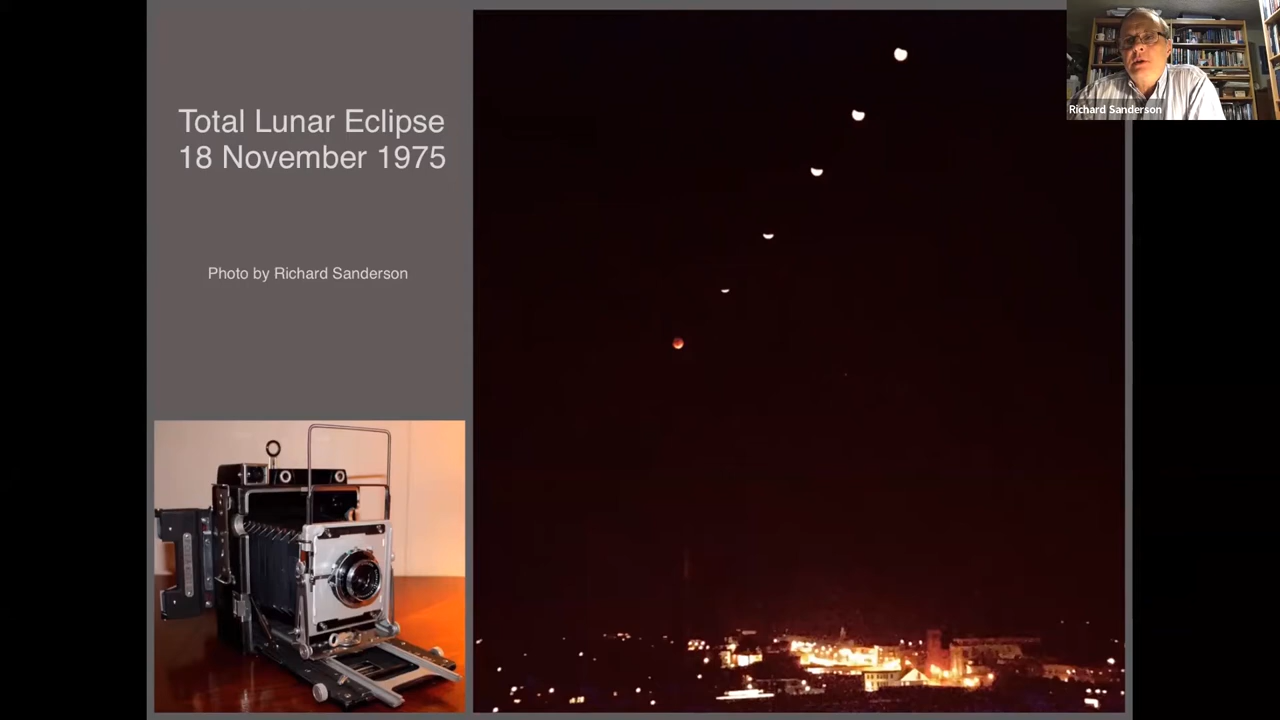 Total Lunar Eclipse
18 November 1975
Photo by Richard Sanderson
Richard Sanderson